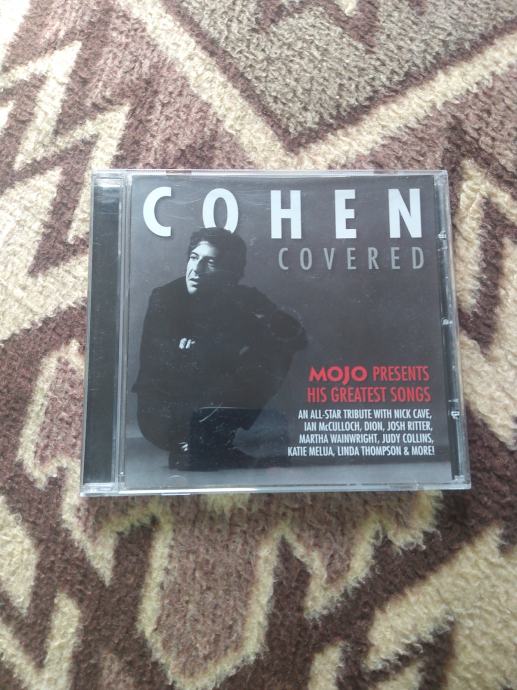 COHEN
COVERED
MOJO PRESENTS
HIS GREATEST SONGS
AN ALL-STAR TRIBUTE WITH NICK CAVE,
IAN McCULLOCH, DION, JOSH RITTER,
MARTHA WAINWRIGHT, JUDY COLLINS,
KATIE MELUA, LINDA THOMPSON & MORE!